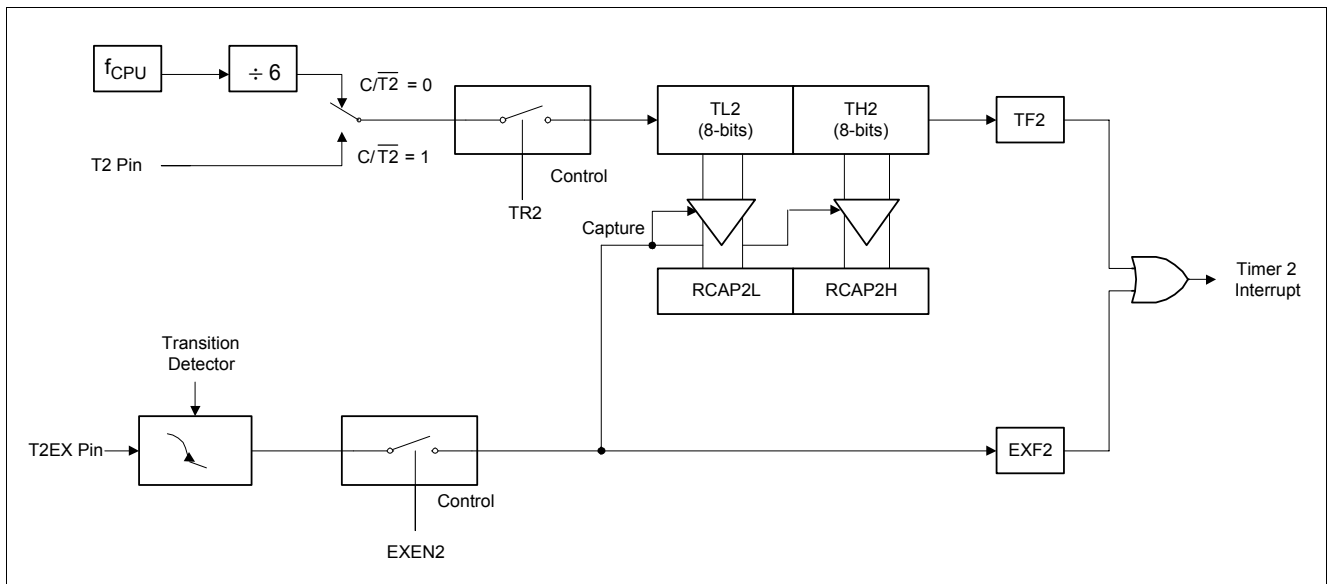 fCPU
÷ 6
C/T2 = 0
T2 Pin
C/T2 = 1
Control
TR2
TL2
(8-bits)
TH2
(8-bits)
TF2
Capture
RCAP2L
RCAP2H
Timer 2
Interrupt
Transition
Detector
T2EX Pin
Control
EXEN2
EXF2